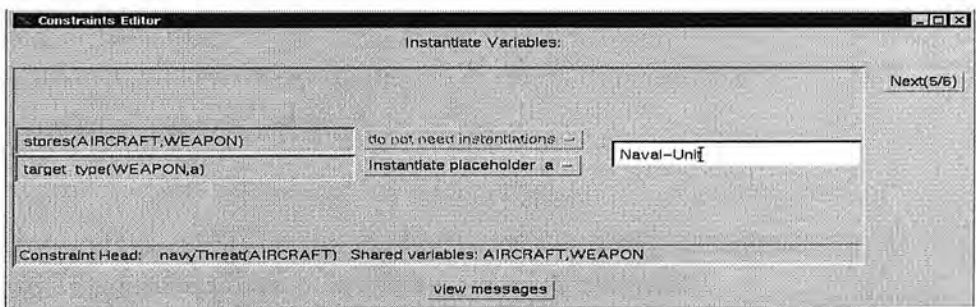 Constraints Editor
Instantiate Variables:
Next(5/6)
stores(AIRCRAFT,WEAPON)
do not need instantiations
target_type(WEAPON,a)
Instantiate placeholder a
Naval-Unit
Constraint Head: navyThreat(AIRCRAFT) Shared variables: AIRCRAFT,WEAPON
view messages